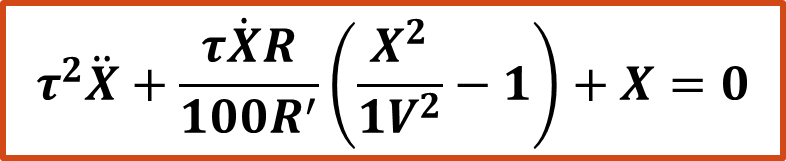 τ²Ẍ + τẊR/100R′ (X²/1V² − 1) + X = 0